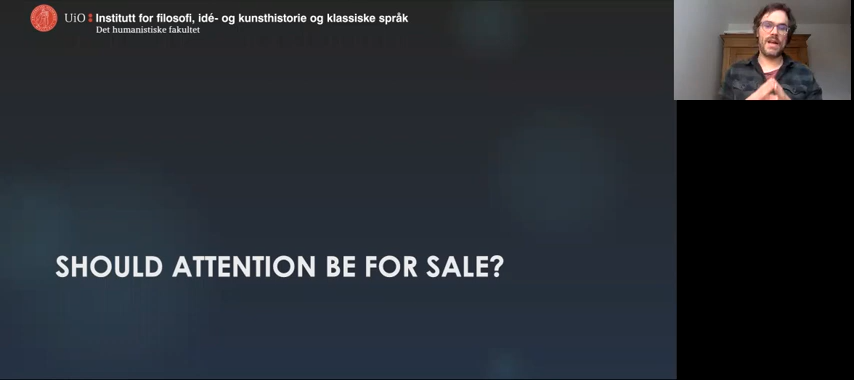 UiO: Institutt for filosofi, idé- og kunsthistorie og klassiske språk
Det humanistiske fakultet
SHOULD ATTENTION BE FOR SALE?